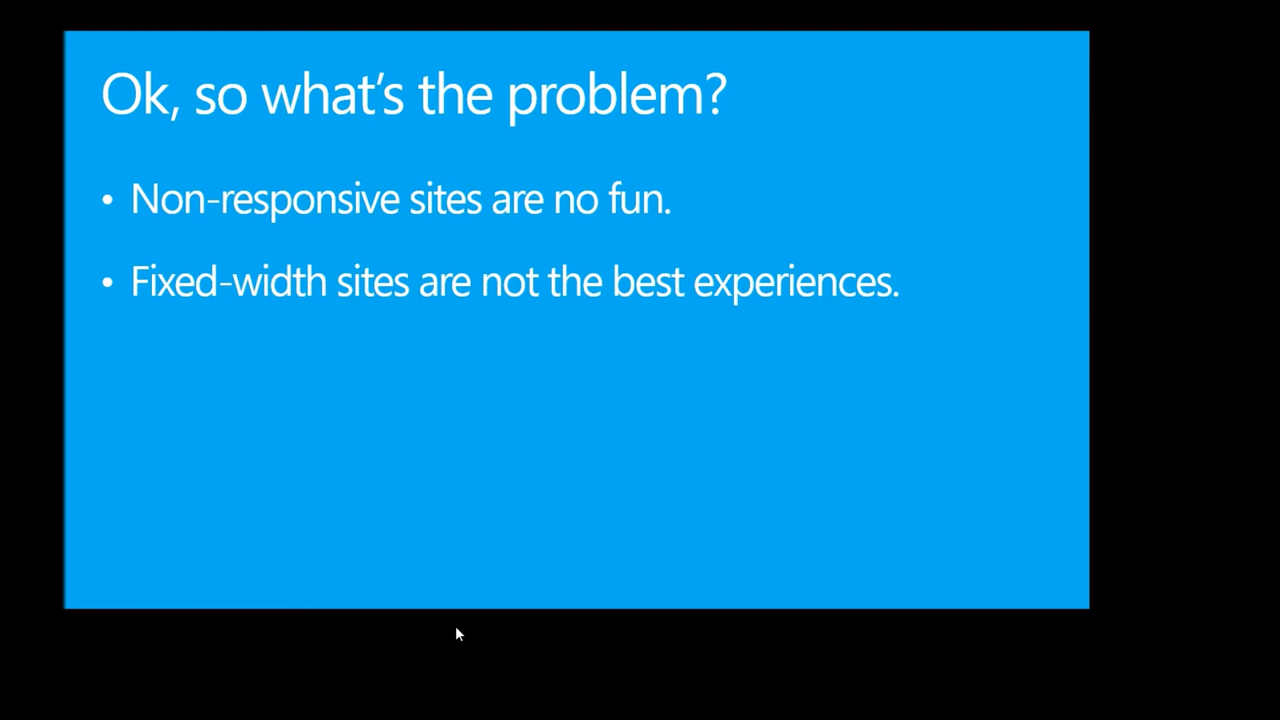 Ok, so what’s the problem?
• Non-responsive sites are no fun.
• Fixed-width sites are not the best experiences.